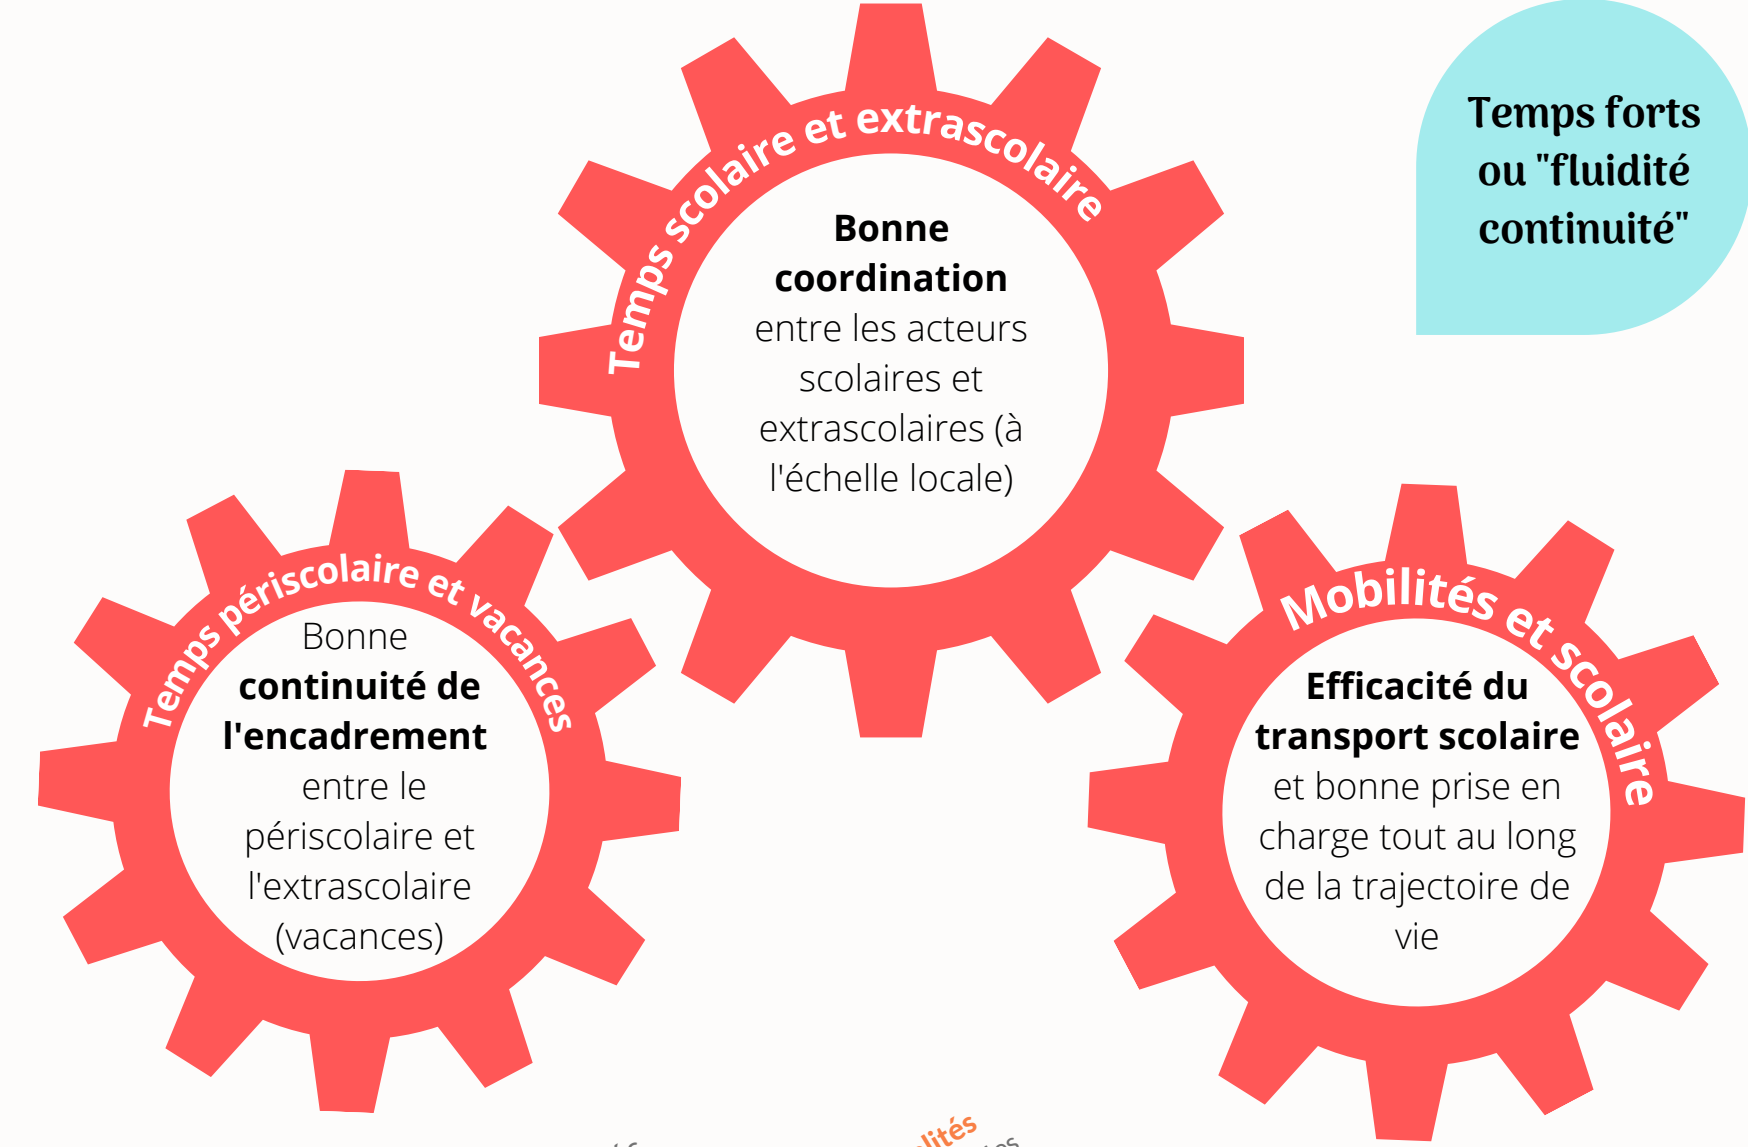 Temps forts
ou "fluidité
continuité"
Temps scolaire et extrascolaire
Bonne
coordination
entre les acteurs
scolaires et
extrascolaires (à
l'échelle locale)
Temps périscolaire et vacances
Bonne
continuité de
l'encadrement
entre le
périscolaire et
l'extrascolaire
(vacances)
Mobilités et scolaire
Efficacité du
transport scolaire
et bonne prise en
charge tout au long
de la trajectoire de
vie